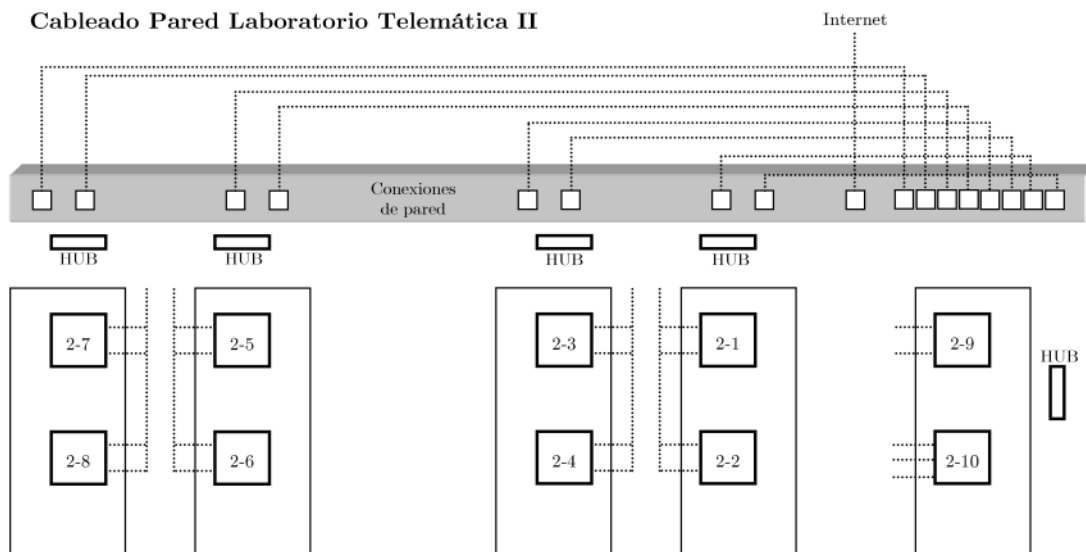 Cableado Pared Laboratorio Telemática II
Internet
Conexiones
de pared
HUB
HUB
HUB
HUB
2-7
2-5
2-3
2-1
2-9
HUB
2-8
2-6
2-4
2-2
2-10